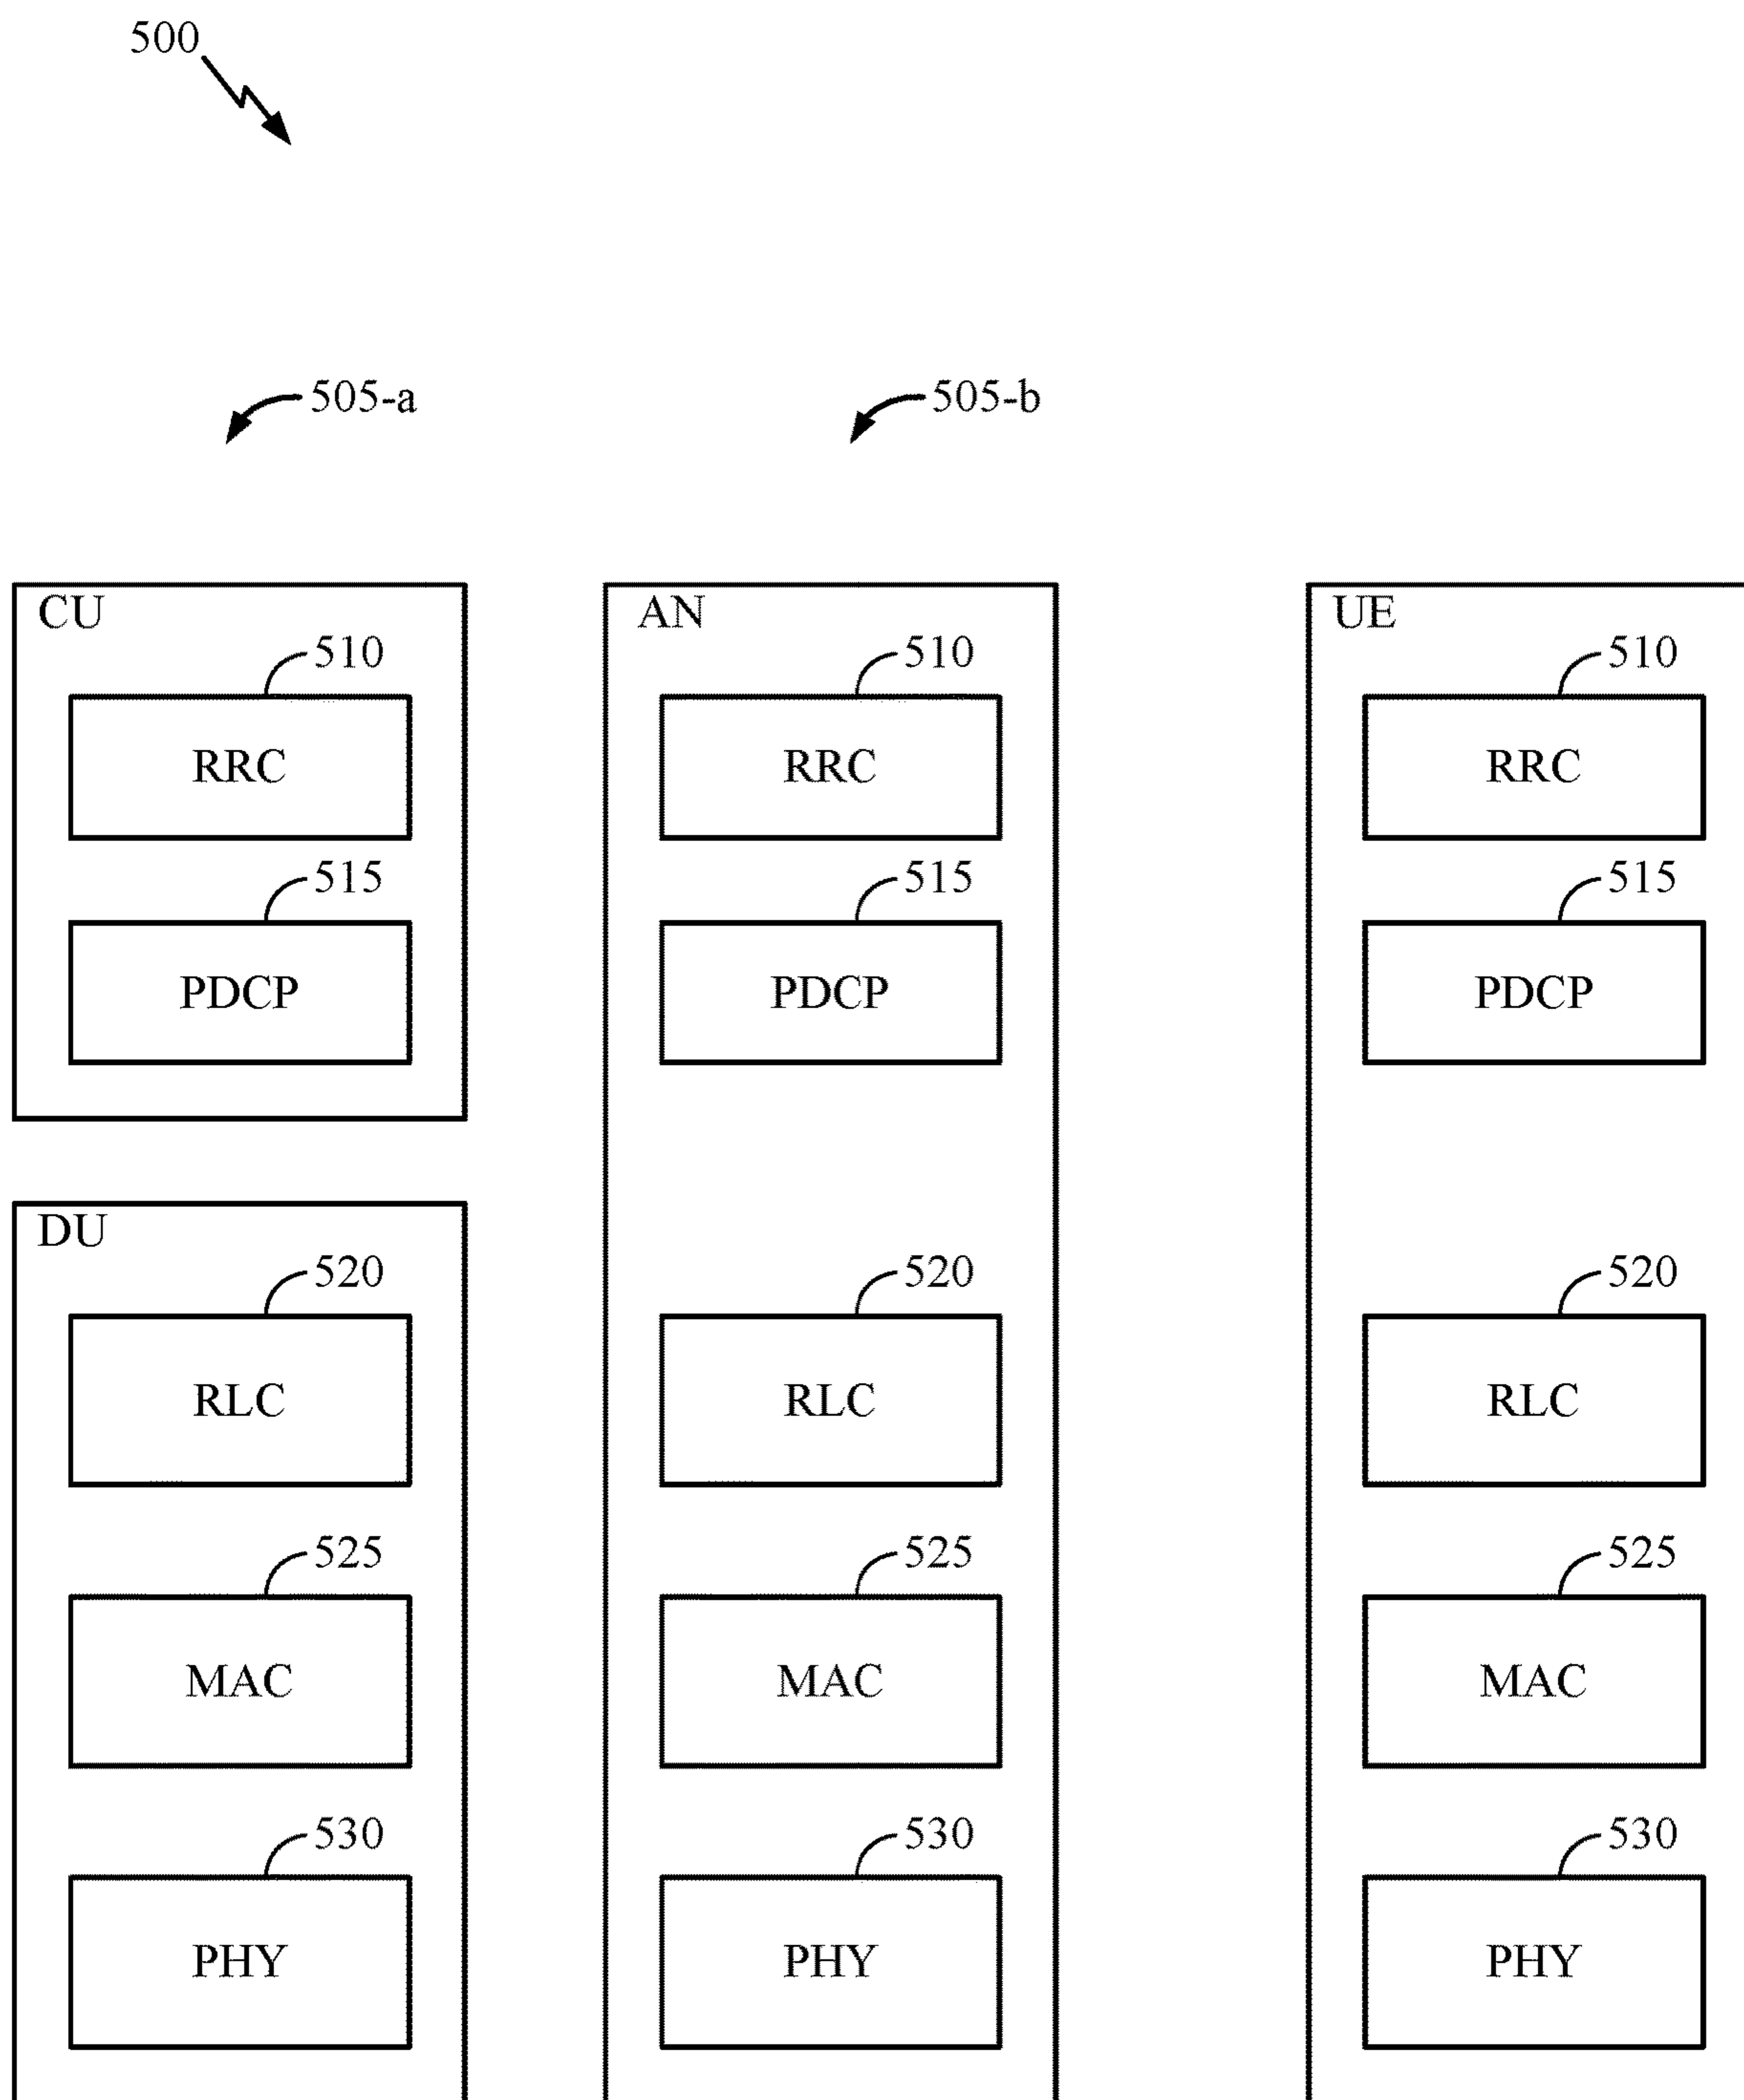 500
505-a 505-b
CU AN UE
510 510 510
RRC RRC RRC
515 515 515
PDCP PDCP PDCP
DU
520 520 520
RLC RLC RLC
525 525 525
MAC MAC MAC
530 530 530
PHY PHY PHY